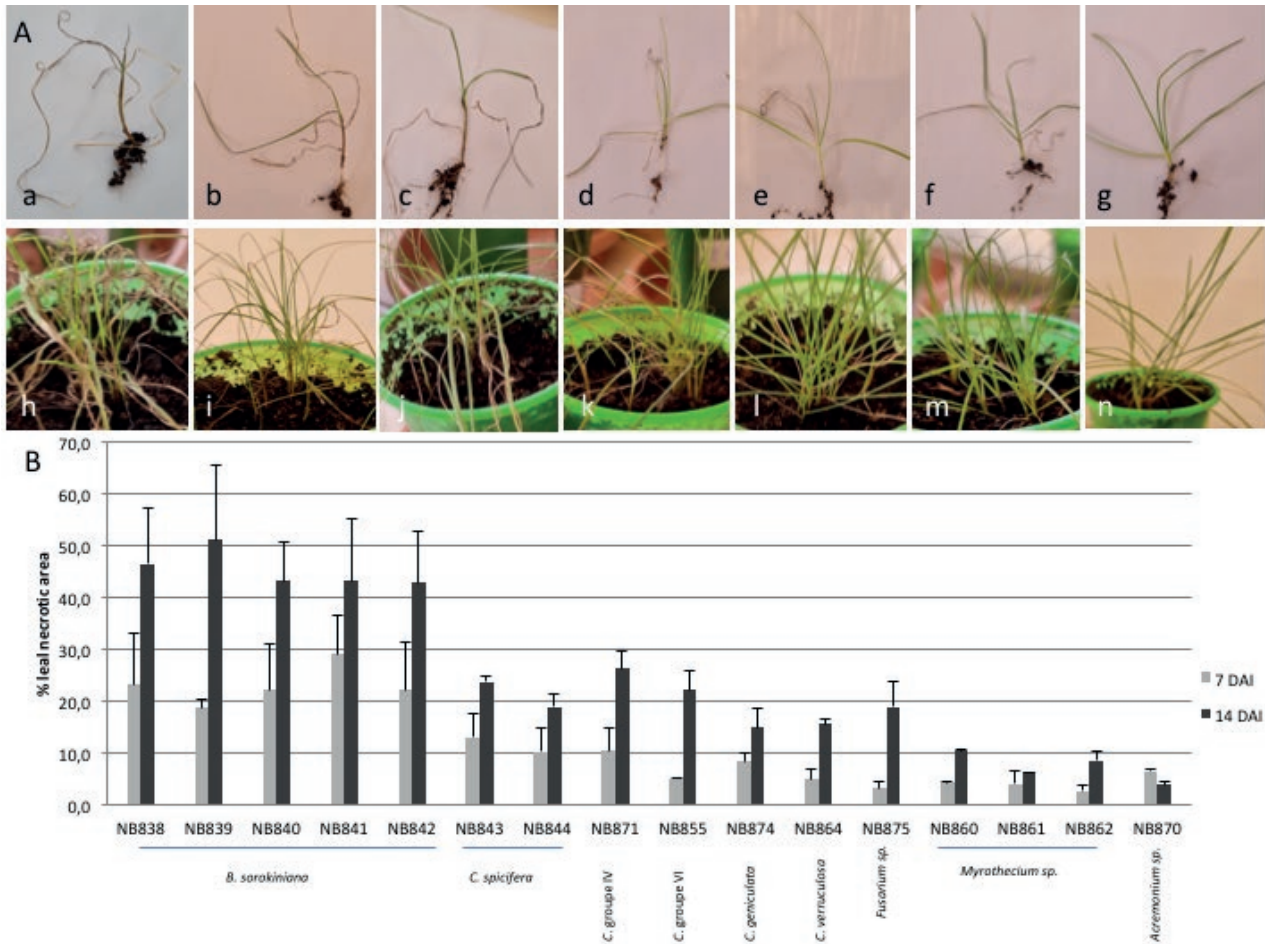 A
a b c d e f g
h i j k l m n
B
70,0
60,0
50,0
40,0
30,0
20,0
10,0
0,0
% leal necrotic area
7 DAI
14 DAI
NB838 NB839 NB840 NB841 NB842 NB843 NB844 NB871 NB855 NB874 NB864 NB875 NB860 NB861 NB862 NB870
B. sorokiniana
C. spicifera
C. groupe IV
C. groupe VI
C. geniculata
C. verruculosa
Fusarium sp.
Myrothecium sp.
Acremonium sp.